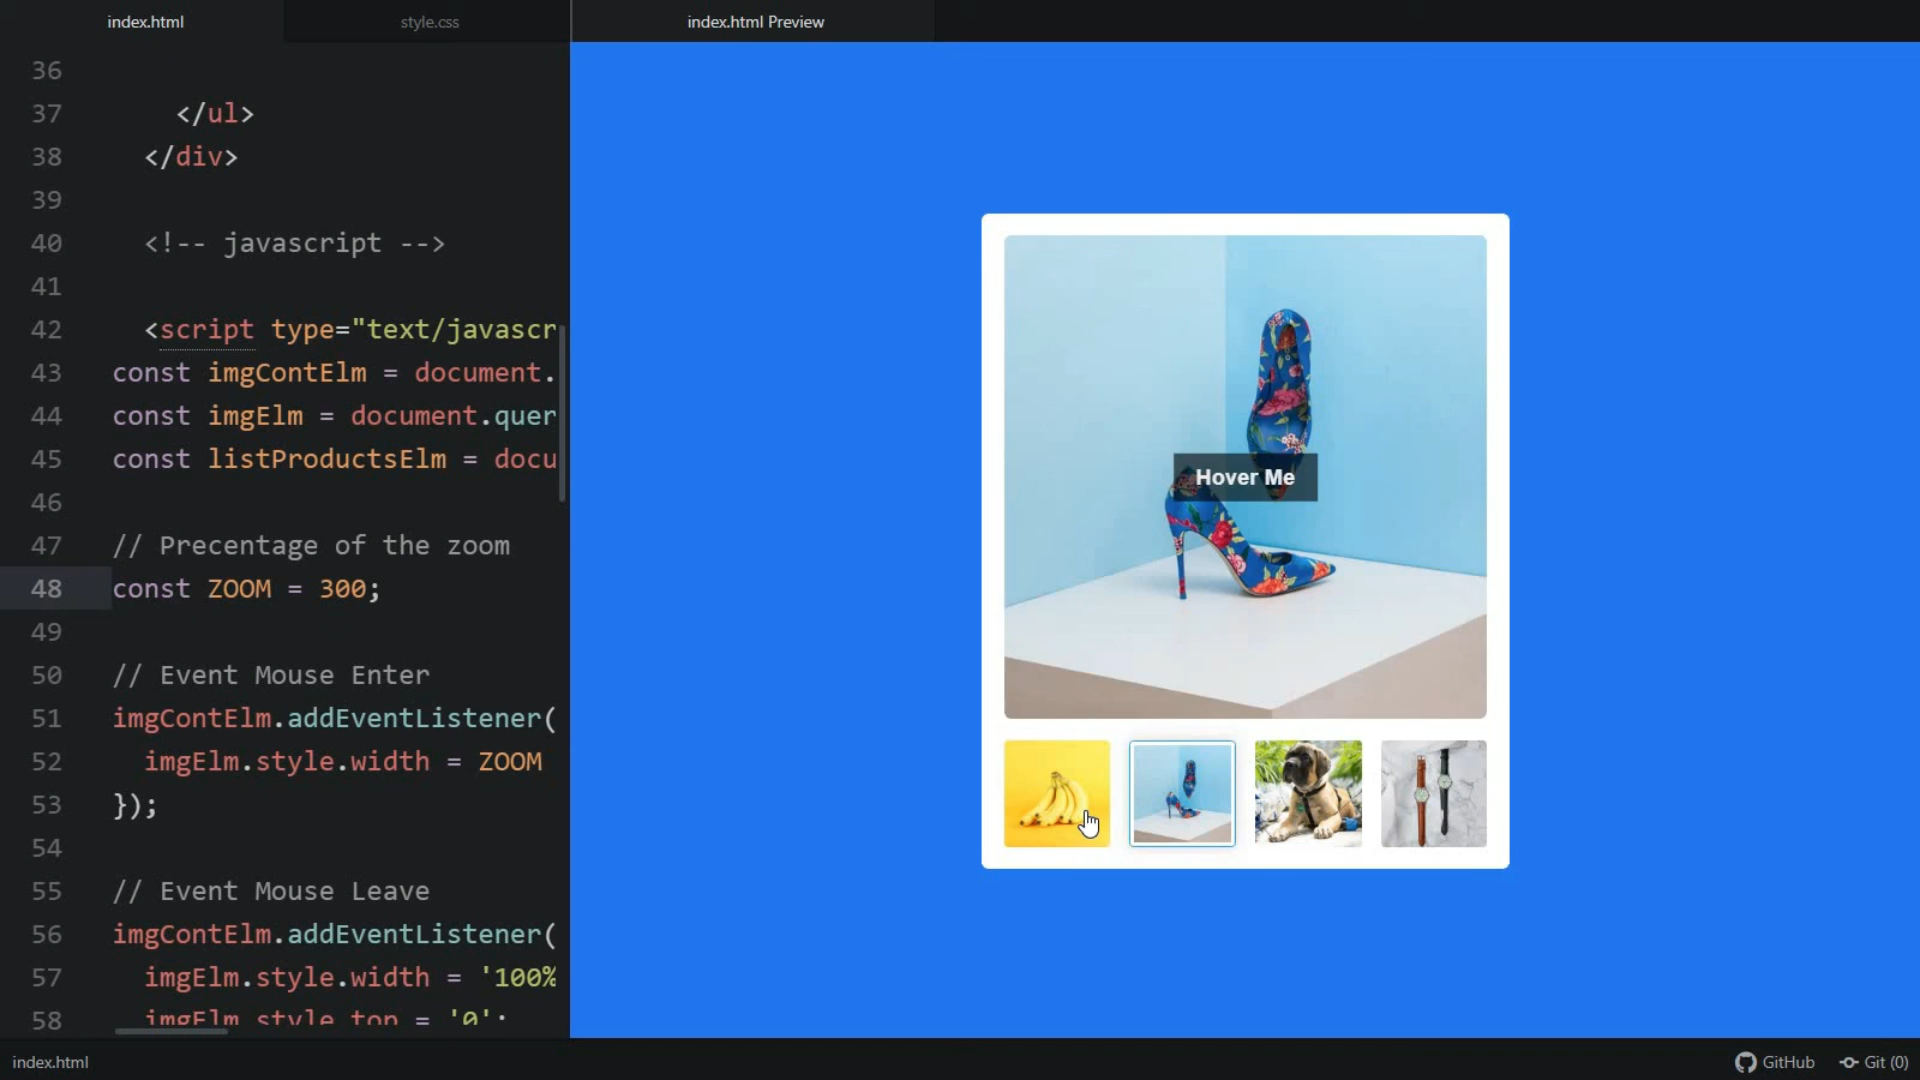 index.html
style.css
index.html Preview
36
37 </ul>
38 </div>
39
40 <!-- javascript -->
41
42 <script type="text/javascr
43 const imgContElm = document.
44 const imgElm = document.quer
45 const listProductsElm = docu
46
47 // Precentage of the zoom
48 const ZOOM = 300;
49
50 // Event Mouse Enter
51 imgContElm.addEventListener(
52 imgElm.style.width = ZOOM
53 });
54
55 // Event Mouse Leave
56 imgContElm.addEventListener(
57 imgElm.style.width = '100%
58 imgElm.style.top = '0';
Hover Me
index.html
GitHub
Git (0)